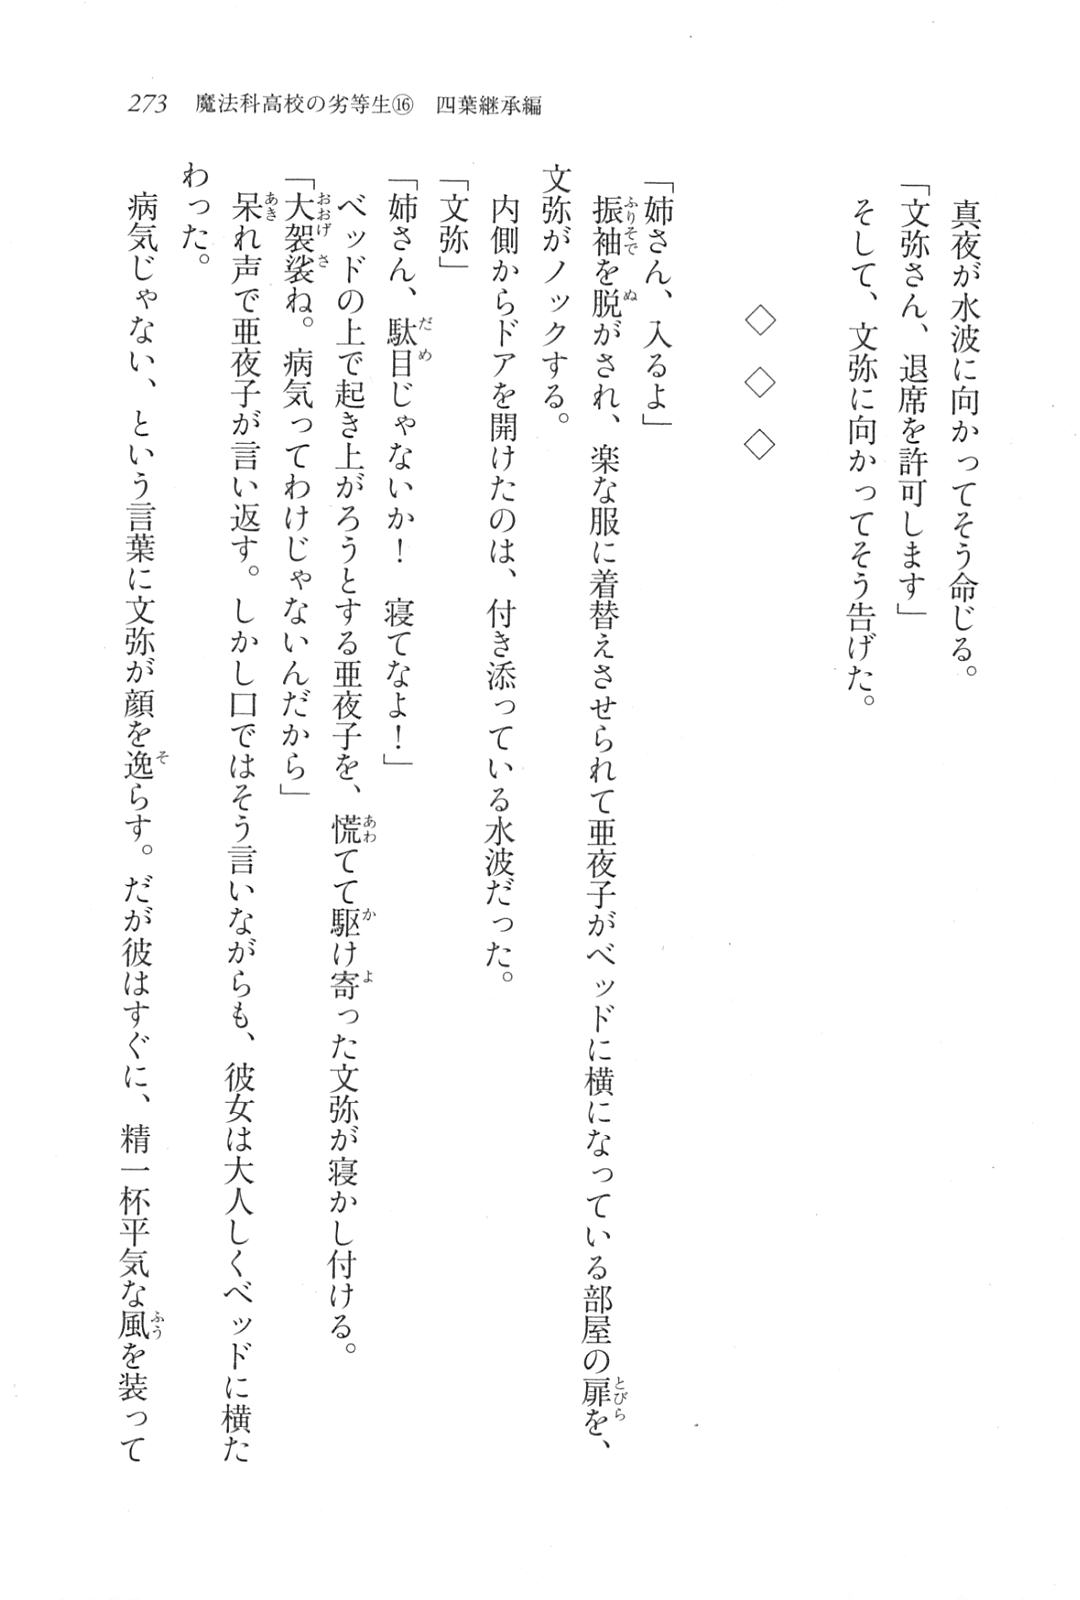 273　魔法科高校の劣等生⑯　四葉継承編
　真夜が水波に向かってそう命じる。
「文弥さん、退席を許可します」
　そして、文弥に向かってそう告げた。
◇　◇　◇
「姉さん、入るよ」
　振袖を脱がされ、楽な服に着替えさせられて亜夜子がベッドに横になっている部屋の扉を、
文弥がノックする。
　内側からドアを開けたのは、付き添っている水波だった。
「文弥」
「姉さん、駄目じゃないか！　寝てなよ！」
　ベッドの上で起き上がろうとする亜夜子を、慌てて駆け寄った文弥が寝かし付ける。
「大袈裟ね。病気ってわけじゃないんだから」
　呆れ声で亜夜子が言い返す。しかし口ではそう言いながらも、彼女は大人しくベッドに横た
わった。
　病気じゃない、という言葉に文弥が顔を逸らす。だが彼はすぐに、精一杯平気な風を装って